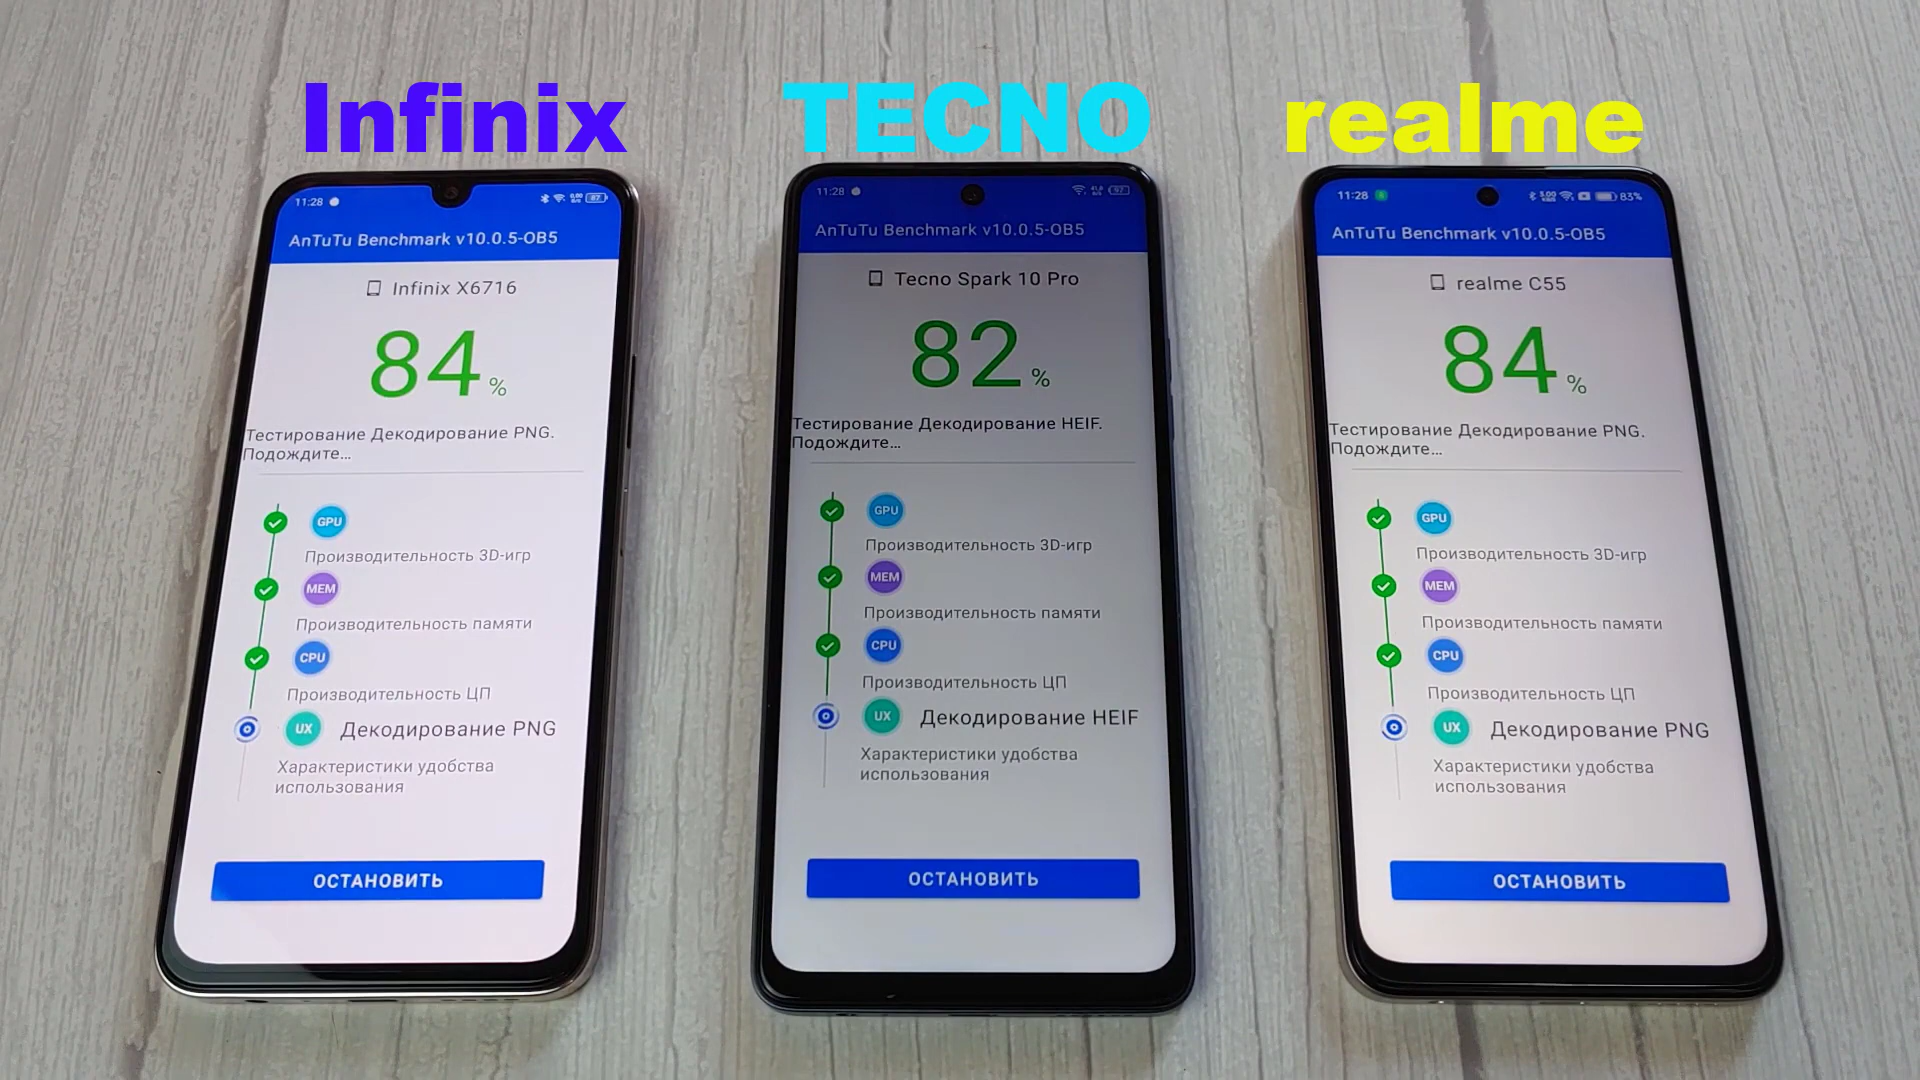 Infinix
TECNO
realme
11:28
87
AnTuTu Benchmark v10.0.5-OB5
Infinix X6716
84%
Тестирование Декодирование PNG.
Подождите...
GPU
Производительность 3D-игр
MEM
Производительность памяти
CPU
Производительность ЦП
UX Декодирование PNG
Характеристики удобства
использования
ОСТАНОВИТЬ
11:28
AnTuTu Benchmark v10.0.5-OB5
Tecno Spark 10 Pro
82%
Тестирование Декодирование HEIF.
Подождите...
GPU
Производительность 3D-игр
MEM
Производительность памяти
CPU
Производительность ЦП
UX Декодирование HEIF
Характеристики удобства
использования
ОСТАНОВИТЬ
11:28
83%
AnTuTu Benchmark v10.0.5-OB5
realme C55
84%
Тестирование Декодирование PNG.
Подождите...
GPU
Производительность 3D-игр
MEM
Производительность памяти
CPU
Производительность ЦП
UX Декодирование PNG
Характеристики удобства
использования
ОСТАНОВИТЬ